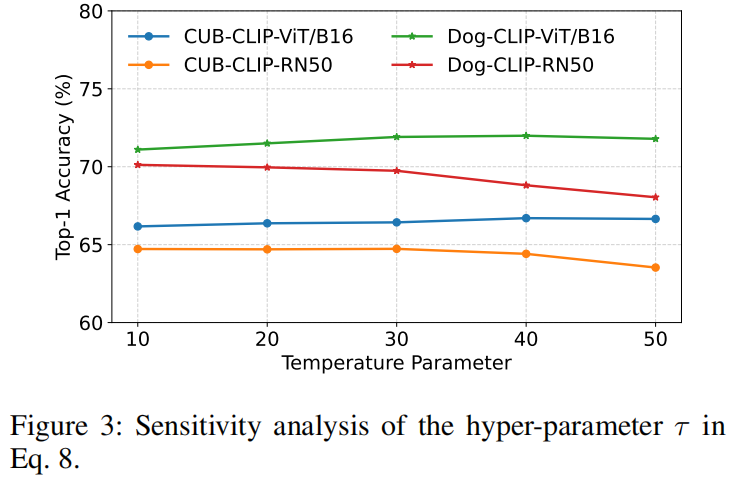 80
75
70
65
60
Top-1 Accuracy (%)
CUB-CLIP-ViT/B16
CUB-CLIP-RN50
Dog-CLIP-ViT/B16
Dog-CLIP-RN50
10 20 30 40 50
Temperature Parameter
Figure 3: Sensitivity analysis of the hyper-parameter τ in
Eq. 8.